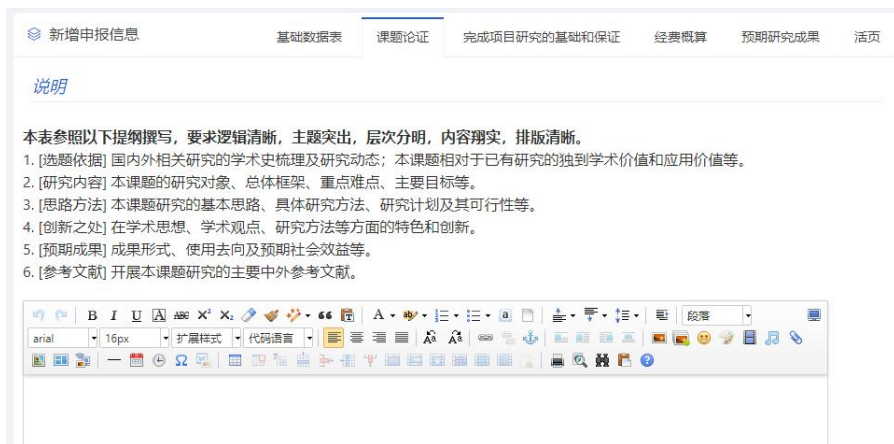 新增申报信息
基础数据表 课题论证 完成项目研究的基础和保证 经费概算 预期研究成果 活页
说明
本表参照以下提纲撰写，要求逻辑清晰，主题突出，层次分明，内容翔实，排版清晰。
1. [选题依据] 国内外相关研究的学术史梳理及研究动态；本课题相对于已有研究的独到学术价值和应用价值等。
2. [研究内容] 本课题的研究对象、总体框架、重点难点、主要目标等。
3. [思路方法] 本课题研究的基本思路、具体研究方法、研究计划及其可行性等。
4. [创新之处] 在学术思想、学术观点、研究方法等方面的特色和创新。
5. [预期成果] 成果形式、使用去向及预期社会效益等。
6. [参考文献] 开展本课题研究的主要中外参考文献。
B I U A ABC X² X₂ A 段落
arial 16px 扩展样式 代码语言